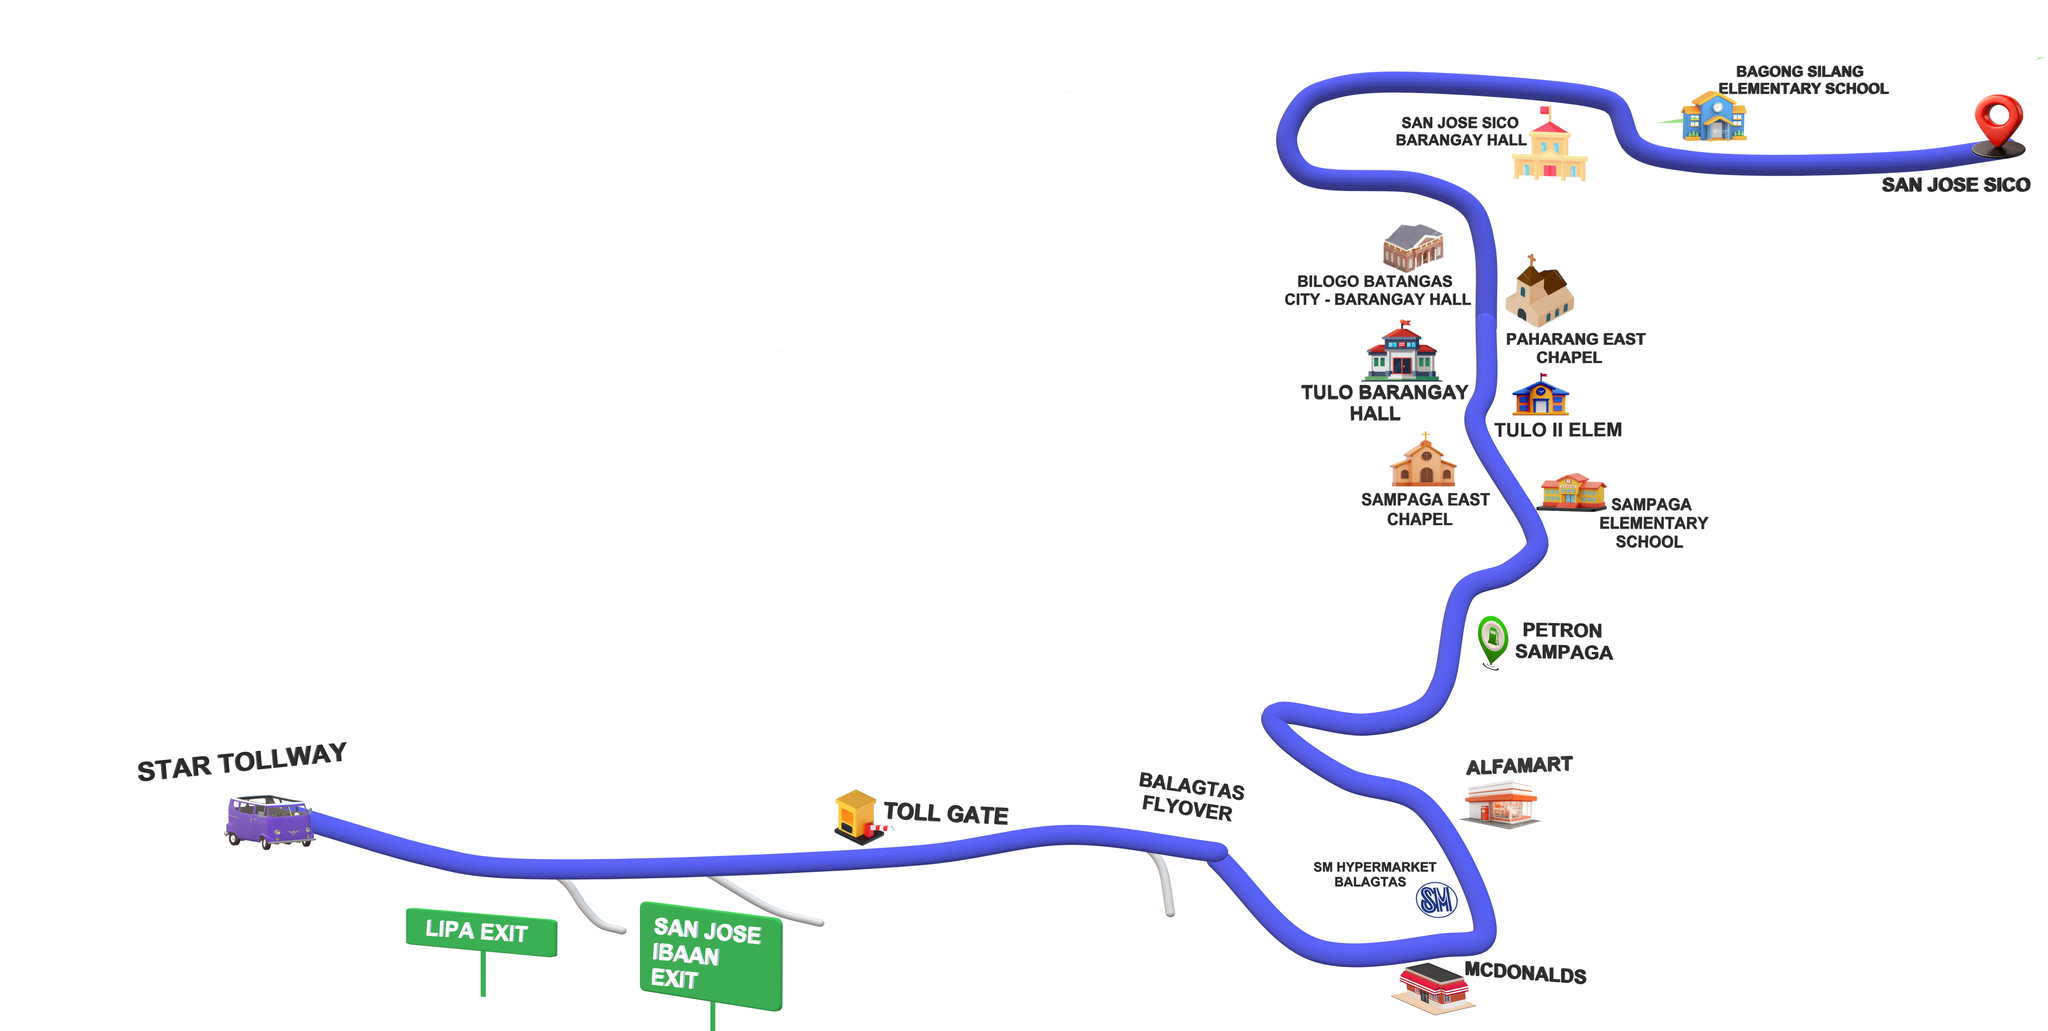 BAGONG SILANG
ELEMENTARY SCHOOL
SAN JOSE SICO
BARANGAY HALL
SAN JOSE SICO
BILOGO BATANGAS
CITY - BARANGAY HALL
PAHARANG EAST
CHAPEL
TULO BARANGAY
HALL
TULO II ELEM
SAMPAGA EAST
CHAPEL
SAMPAGA
ELEMENTARY
SCHOOL
PETRON
SAMPAGA
STAR TOLLWAY
TOLL GATE
BALAGTAS
FLYOVER
ALFAMART
SM HYPERMARKET
BALAGTAS
SM
LIPA EXIT
SAN JOSE
IBAAN
EXIT
MCDONALDS